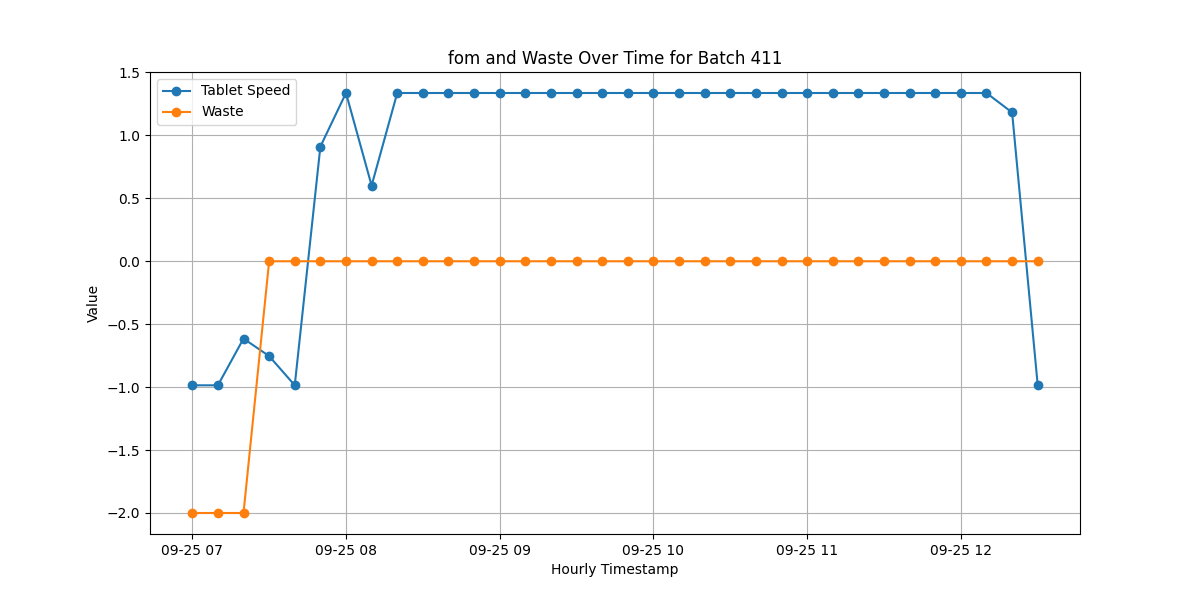 fom and Waste Over Time for Batch 411
Tablet Speed
Waste
1.5
1.0
0.5
0.0
−0.5
−1.0
−1.5
−2.0
Value
09-25 07 09-25 08 09-25 09 09-25 10 09-25 11 09-25 12
Hourly Timestamp